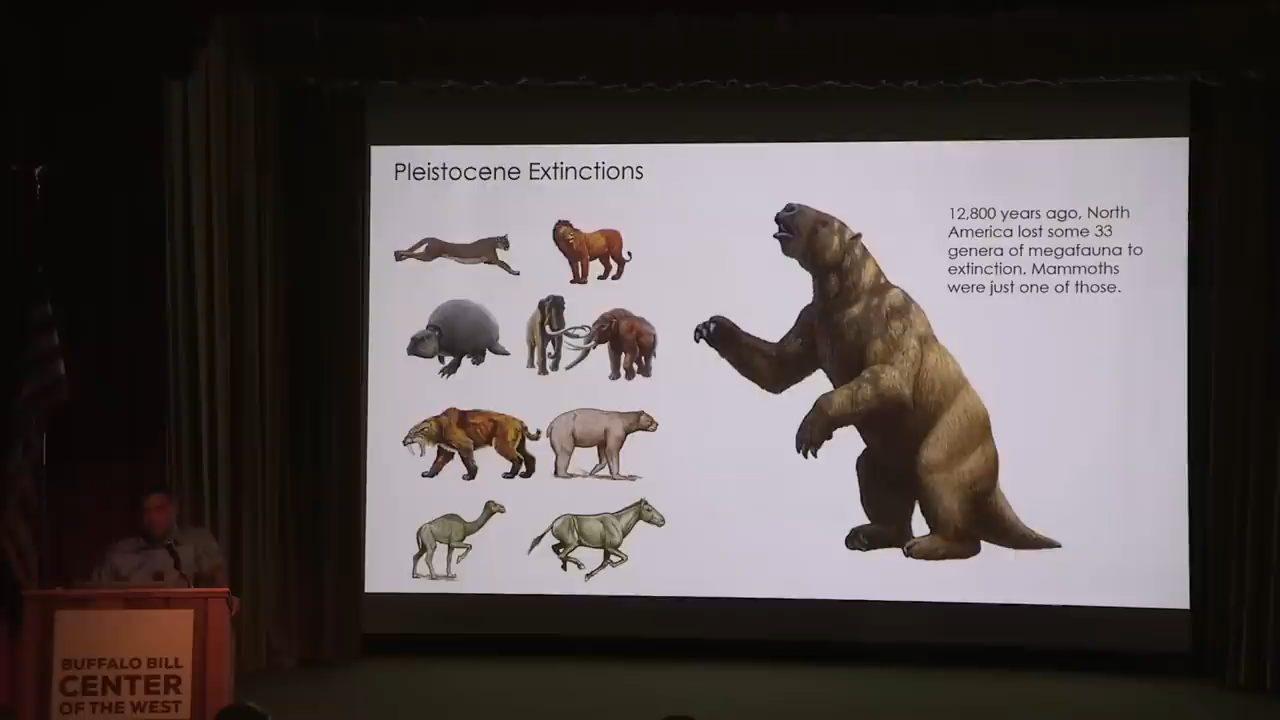 Pleistocene Extinctions
12,800 years ago, North
America lost some 33
genera of megafauna to
extinction. Mammoths
were just one of those.
BUFFALO BILL
CENTER
OF THE WEST